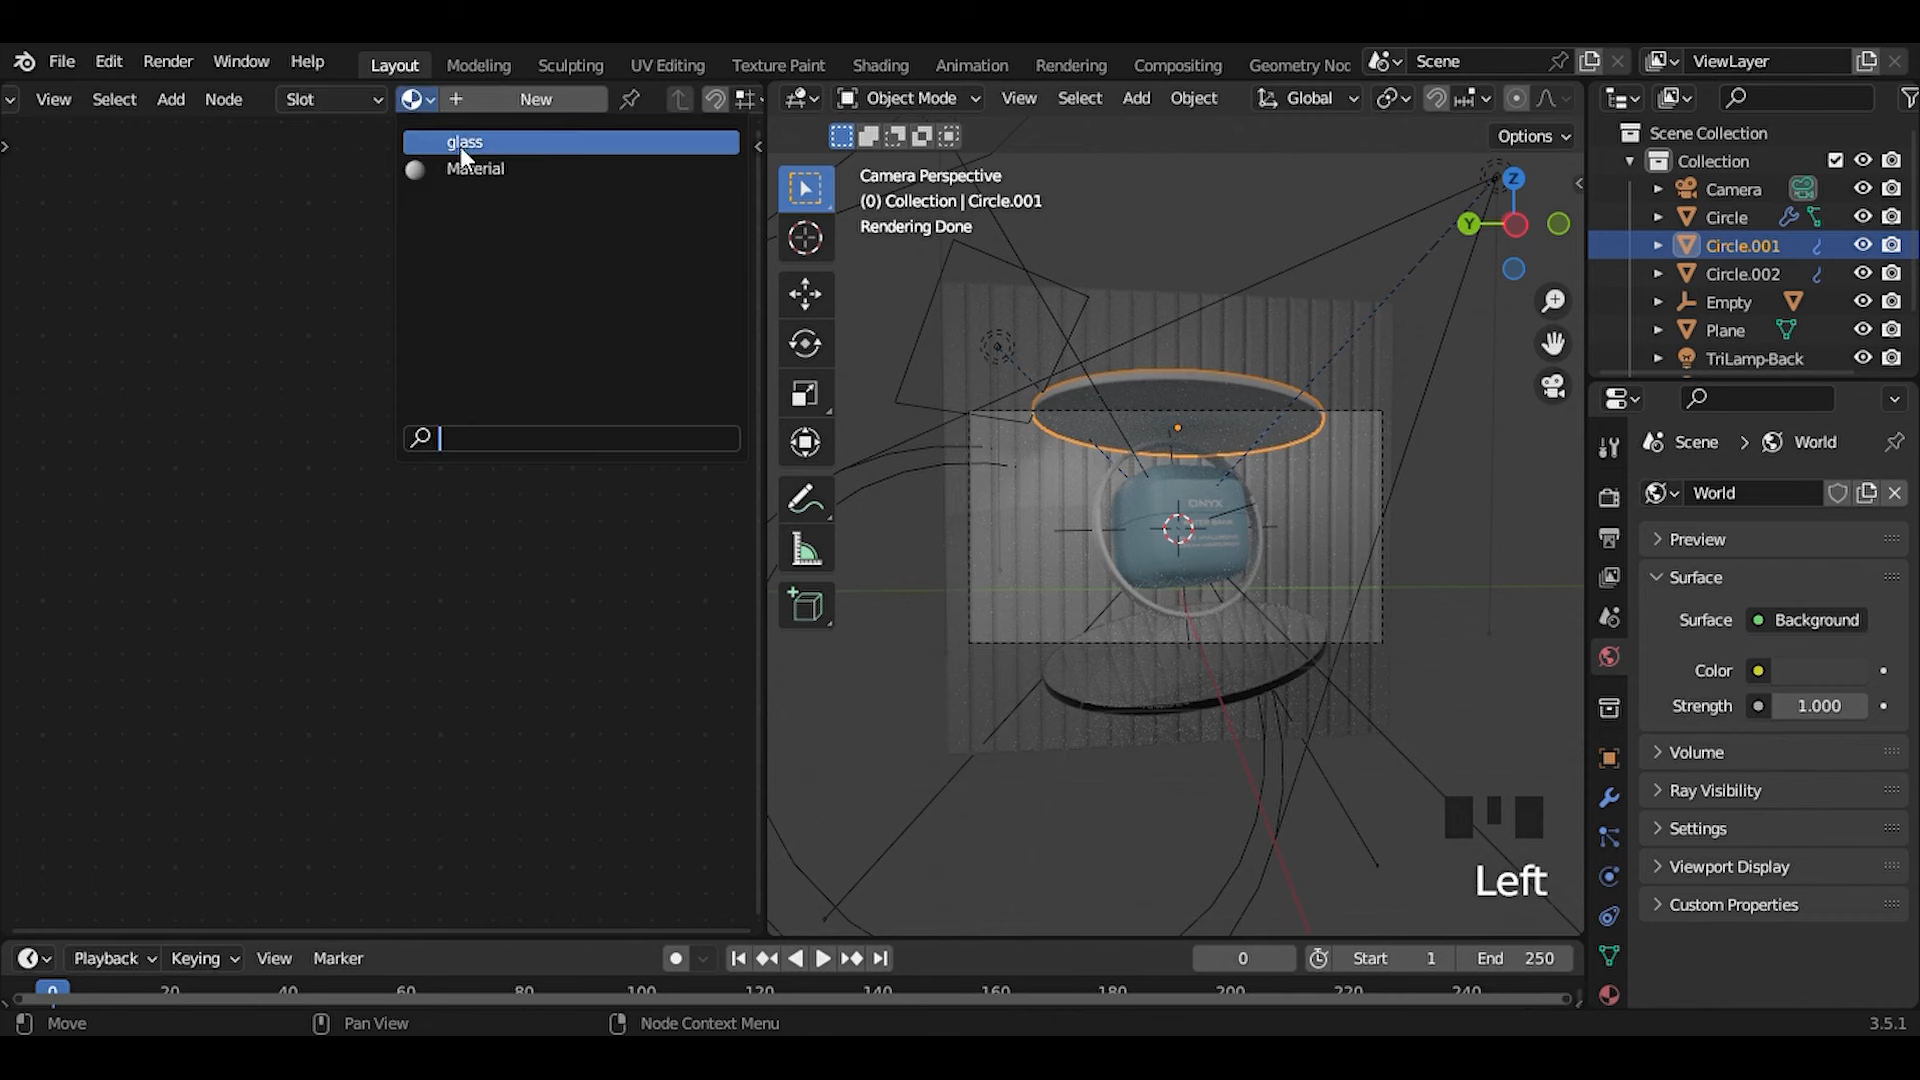 File Edit Render Window Help Layout Modeling Sculpting UV Editing Texture Paint Shading Animation Rendering Compositing Geometry Noc Scene ViewLayer
View Select Add Node Slot New Object Mode View Select Add Object Global
glass
Material
Options
Camera Perspective
(0) Collection | Circle.001
Rendering Done
Z
Y
ONYX
Scene Collection
Collection
Camera
Circle
Circle.001
Circle.002
Empty
Plane
TriLamp-Back
Scene World
World
Preview
Surface
Surface Background
Color
Strength 1.000
Volume
Ray Visibility
Settings
Viewport Display
Custom Properties
Left
Playback Keying View Marker 0 Start 1 End 250
0 20 40 60 80 100 120 140 160 180 200 220 240
Move Pan View Node Context Menu 3.5.1